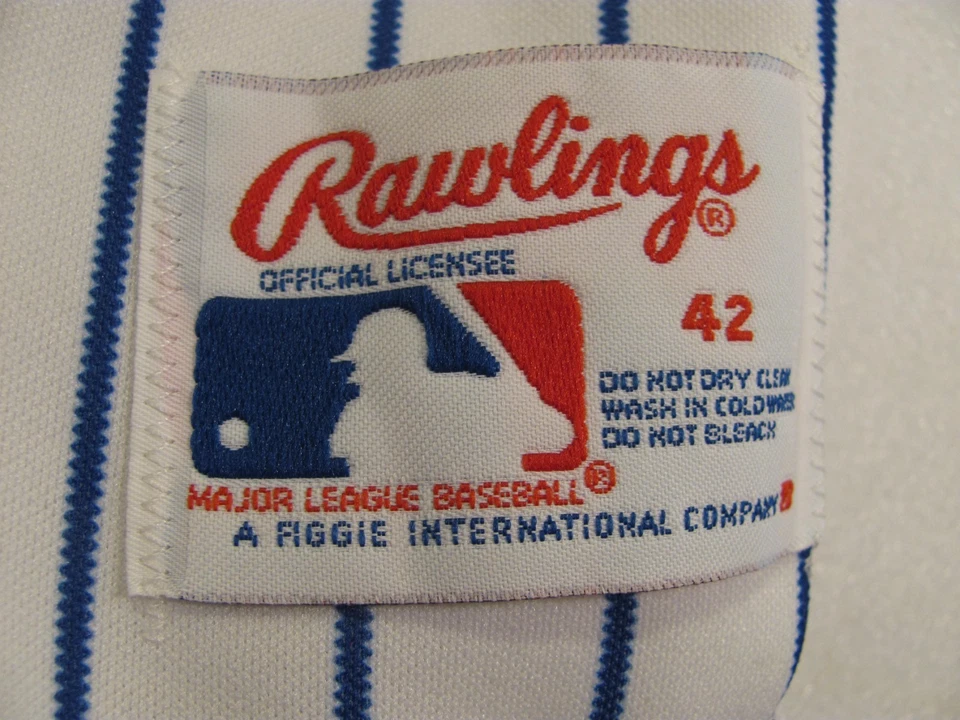 Rawlings®
OFFICIAL LICENSEE
42
DO NOT DRY CLEAN
WASH IN COLD WATER
DO NOT BLEACH
MAJOR LEAGUE BASEBALL®
A FIGGIE INTERNATIONAL COMPANY